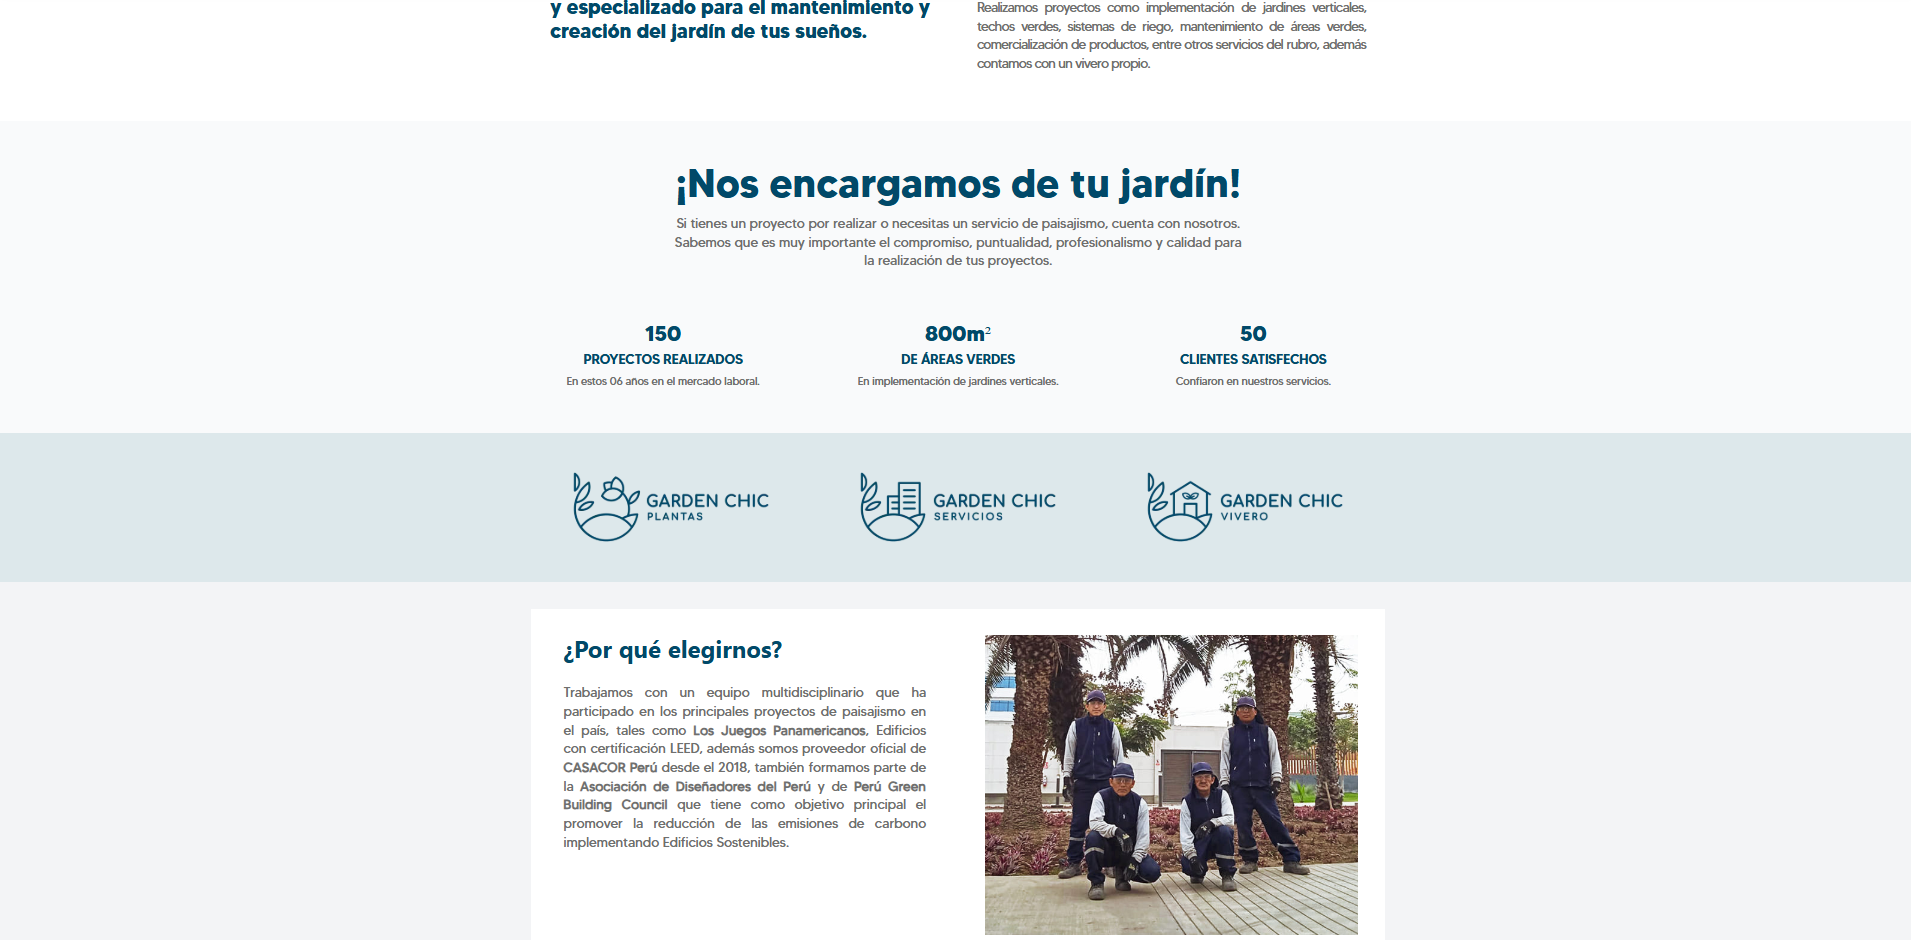 y especializado para el mantenimiento y
creación del jardín de tus sueños.
Realizamos proyectos como implementación de jardines verticales,
techos verdes, sistemas de riego, mantenimiento de áreas verdes,
comercialización de productos, entre otros servicios del rubro, además
contamos con un vivero propio.
¡Nos encargamos de tu jardín!
Si tienes un proyecto por realizar o necesitas un servicio de paisajismo, cuenta con nosotros.
Sabemos que es muy importante el compromiso, puntualidad, profesionalismo y calidad para
la realización de tus proyectos.
150
PROYECTOS REALIZADOS
En estos 06 años en el mercado laboral.
800m²
DE ÁREAS VERDES
En implementación de jardines verticales.
50
CLIENTES SATISFECHOS
Confiaron en nuestros servicios.
GARDEN CHIC
PLANTAS
GARDEN CHIC
SERVICIOS
GARDEN CHIC
VIVERO
¿Por qué elegirnos?
Trabajamos con un equipo multidisciplinario que ha
participado en los principales proyectos de paisajismo en
el país, tales como Los Juegos Panamericanos, Edificios
con certificación LEED, además somos proveedor oficial de
CASACOR Perú desde el 2018, también formamos parte de
la Asociación de Diseñadores del Perú y de Perú Green
Building Council que tiene como objetivo principal el
promover la reducción de las emisiones de carbono
implementando Edificios Sostenibles.